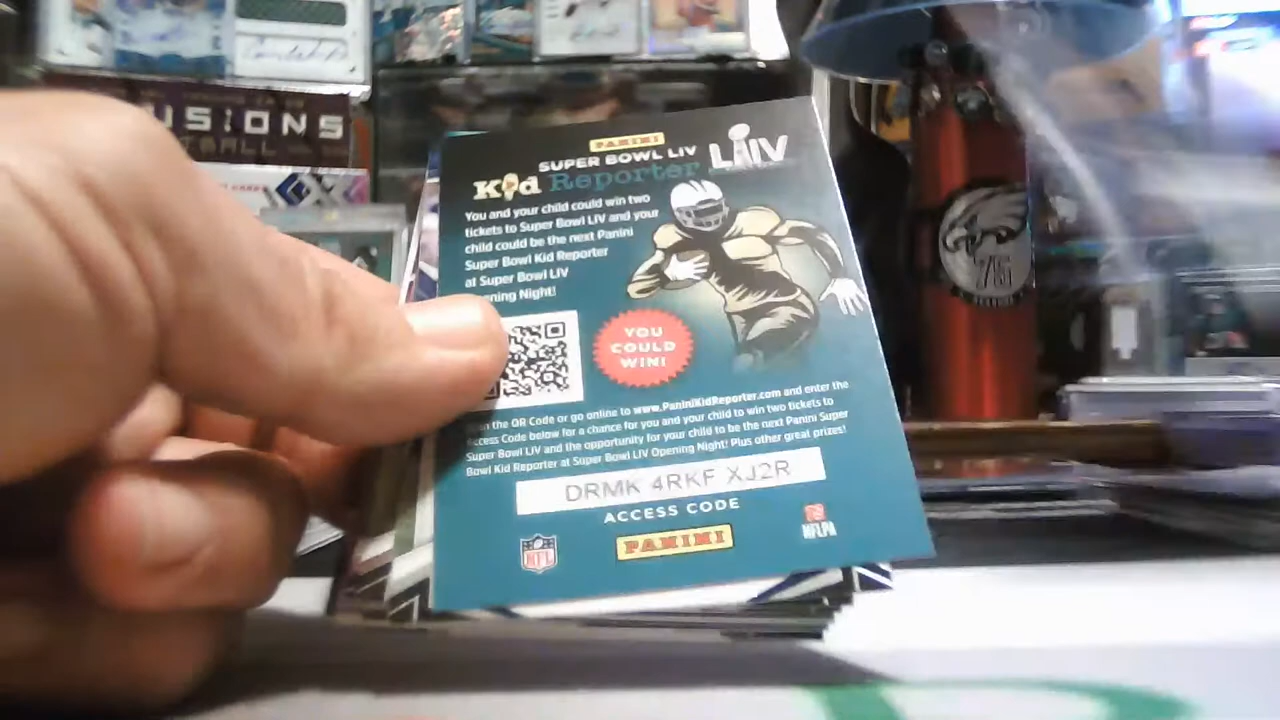 USIONS
PANINI
SUPER BOWL LIV
LIV
Kid Reporter
You and your child could win two
tickets to Super Bowl LIV and your
child could be the next Panini
Super Bowl Kid Reporter
at Super Bowl LIV
ning Night!
YOU
COULD
WIN!
the QR Code or go online to www.PaniniKidReporter.com and enter the
Access Code below for a chance for you and your child to win two tickets to
Super Bowl LIV and the opportunity for your child to be the next Panini Super
Bowl Kid Reporter at Super Bowl LIV Opening Night! Plus other great prizes!
DRMK 4RKF XJ2R
ACCESS CODE
NFL
PANINI
NFLPA
75